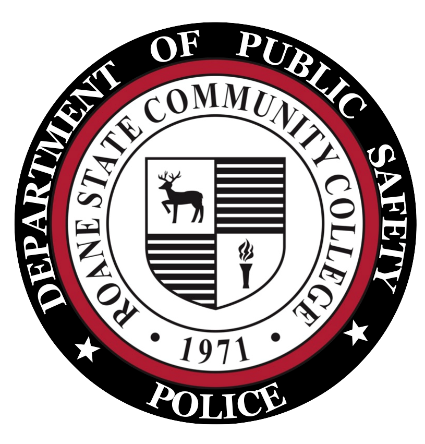 DEPARTMENT OF PUBLIC SAFETY
ROANE STATE COMMUNITY COLLEGE
1971
POLICE